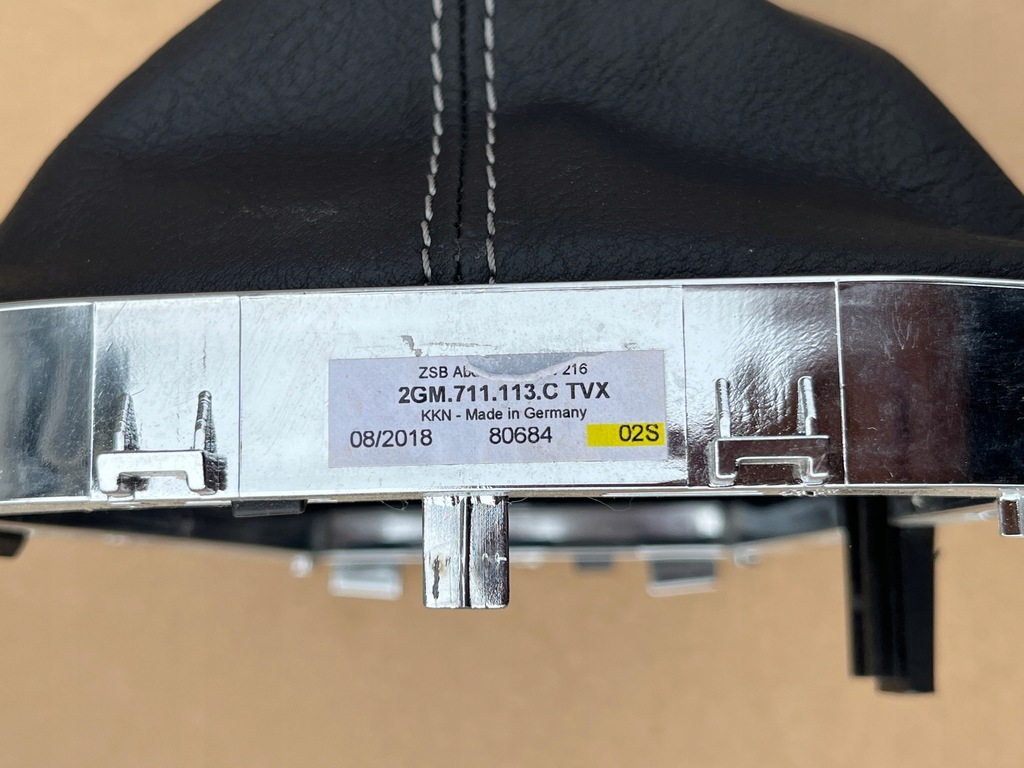 ZSB 216
2GM.711.113.C TVX
KKN - Made in Germany
08/2018 80684 02S